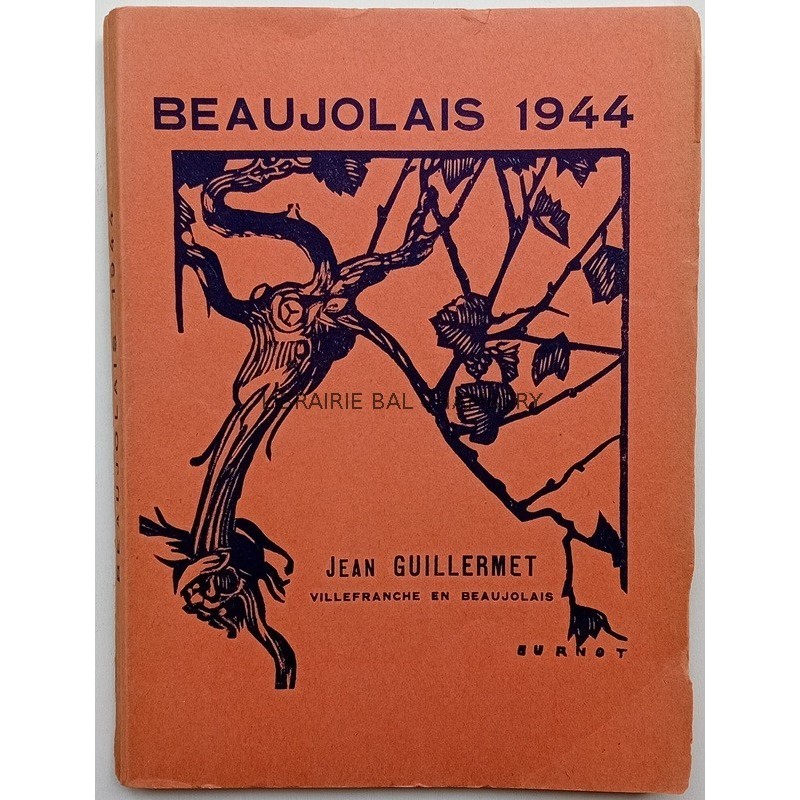 BEAUJOLAIS 1944
BEAUJOLAIS 1944
LIBRAIRIE BAL
JEAN GUILLERMET
VILLEFRANCHE EN BEAUJOLAIS
BURNOT